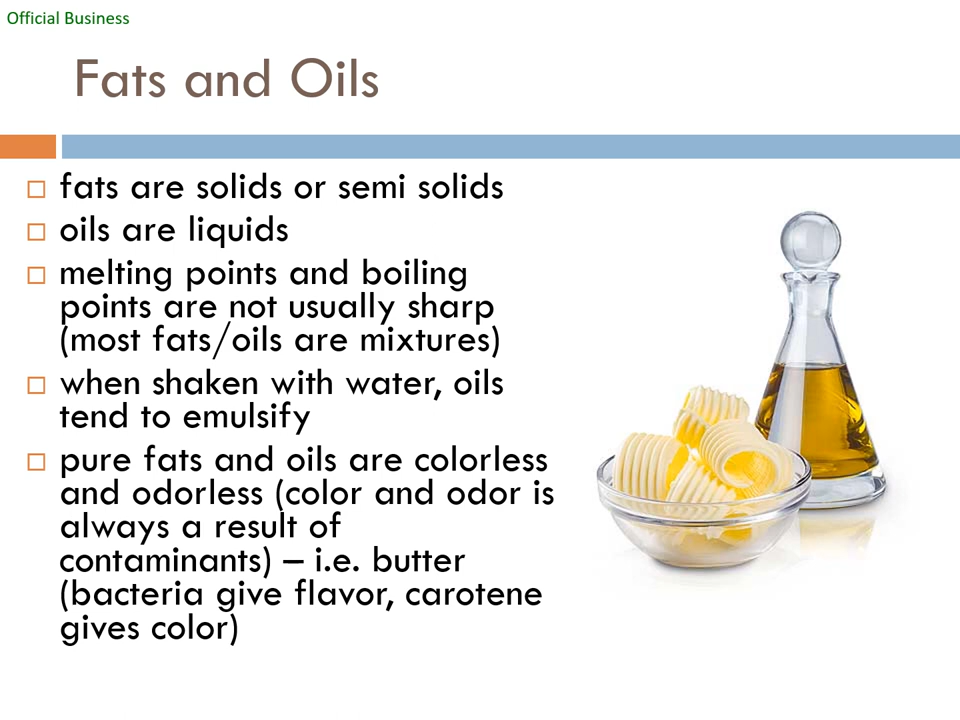 Official Business
Fats and Oils
fats are solids or semi solids
oils are liquids
melting points and boiling
points are not usually sharp
(most fats/oils are mixtures)
when shaken with water, oils
tend to emulsify
pure fats and oils are colorless
and odorless (color and odor is
always a result of
contaminants) – i.e. butter
(bacteria give flavor, carotene
gives color)